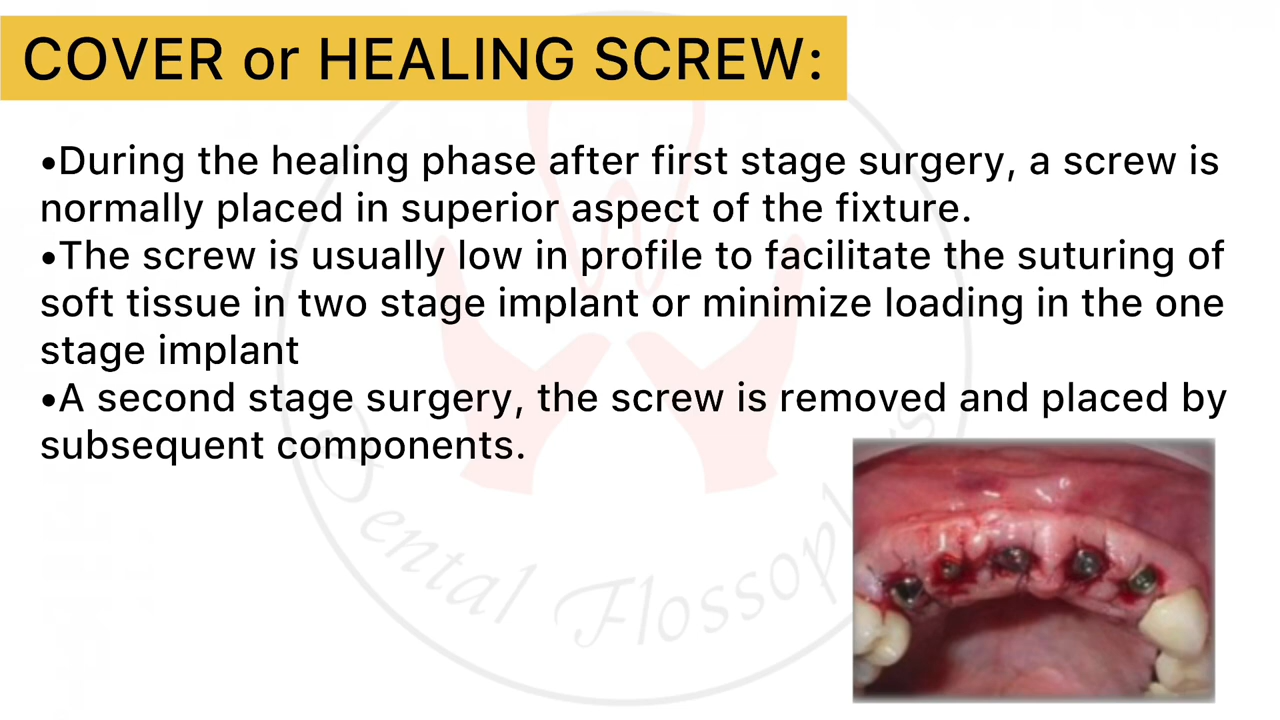 COVER or HEALING SCREW:
•During the healing phase after first stage surgery, a screw is
normally placed in superior aspect of the fixture.
•The screw is usually low in profile to facilitate the suturing of
soft tissue in two stage implant or minimize loading in the one
stage implant
•A second stage surgery, the screw is removed and placed by
subsequent components.
Dental Flossophy